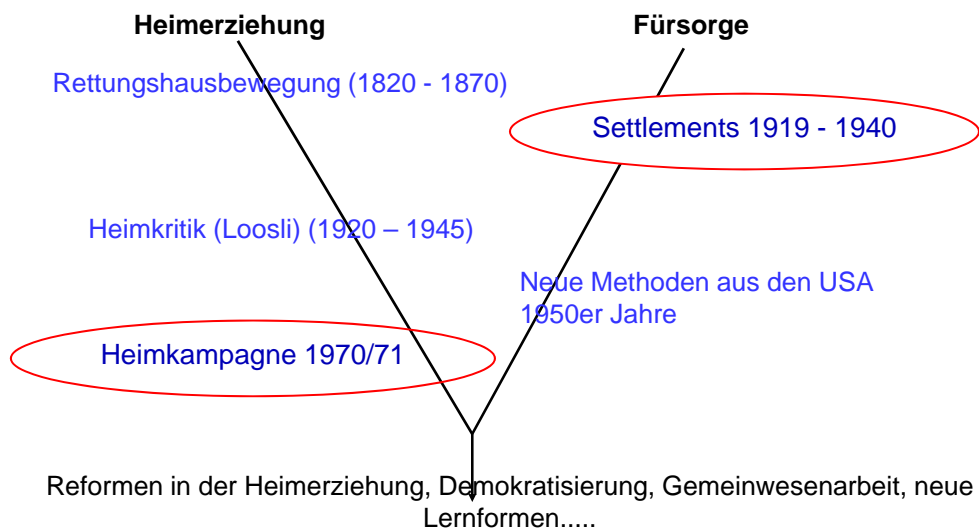 Heimerziehung
Fürsorge
Rettungshausbewegung (1820 - 1870)
Settlements 1919 - 1940
Heimkritik (Loosli) (1920 – 1945)
Neue Methoden aus den USA
1950er Jahre
Heimkampagne 1970/71
Reformen in der Heimerziehung, Demokratisierung, Gemeinwesenarbeit, neue
Lernformen.....